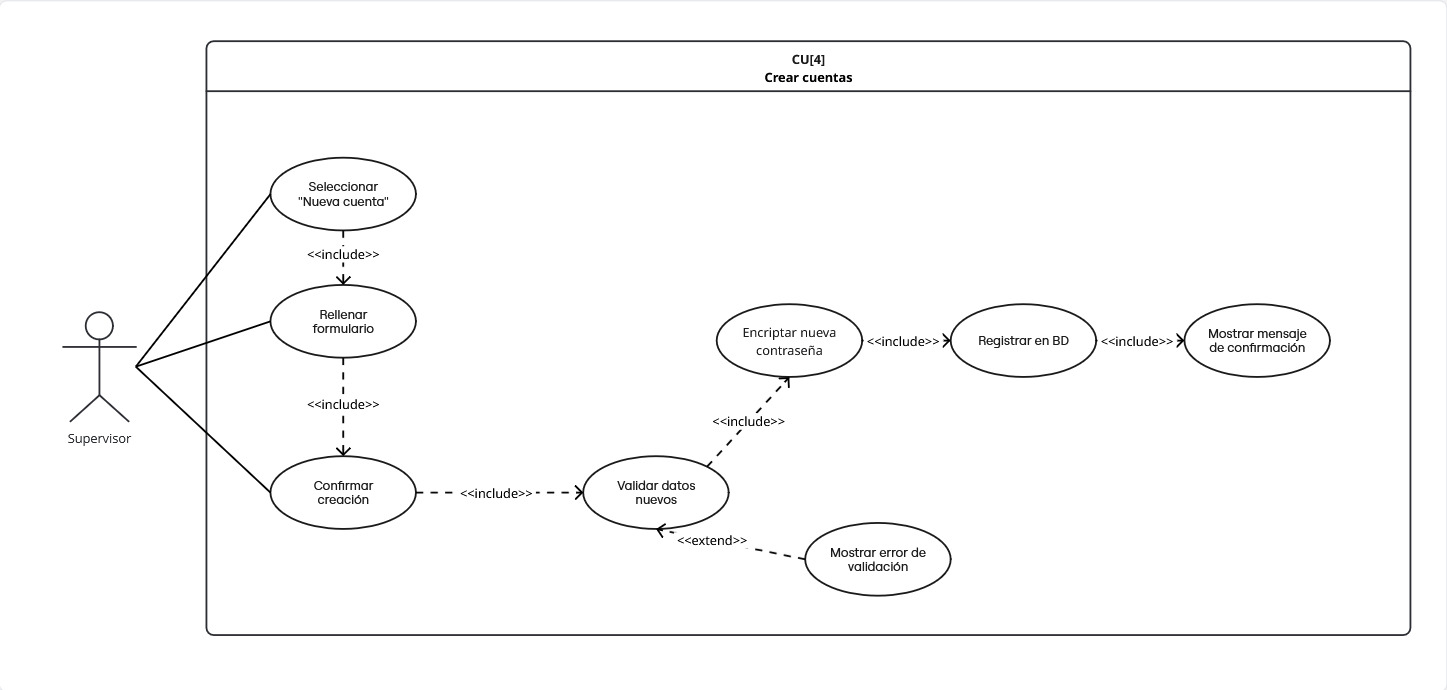 CU[4]
Crear cuentas
Seleccionar
"Nueva cuenta"
<<include>>
Rellenar
formulario
<<include>>
Confirmar
creación
Supervisor
<<include>>
Validar datos
nuevos
<<include>>
Encriptar nueva
contraseña
<<include>>
Registrar en BD
<<include>>
Mostrar mensaje
de confirmación
<<extend>>
Mostrar error de
validación